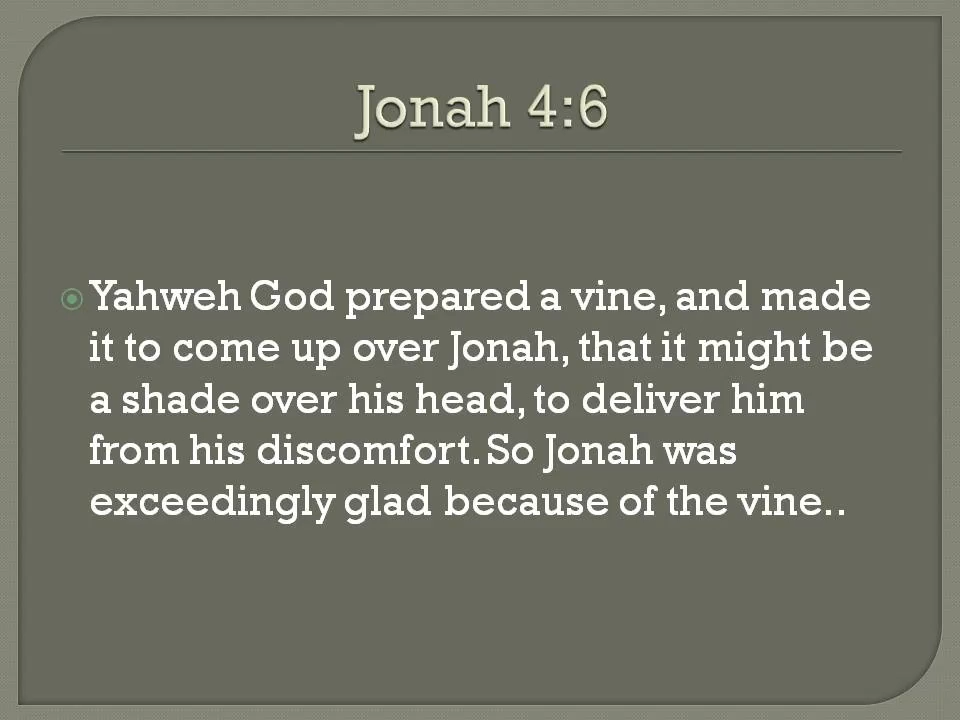 Jonah 4:6
Yahweh God prepared a vine, and made
it to come up over Jonah, that it might be
a shade over his head, to deliver him
from his discomfort. So Jonah was
exceedingly glad because of the vine..